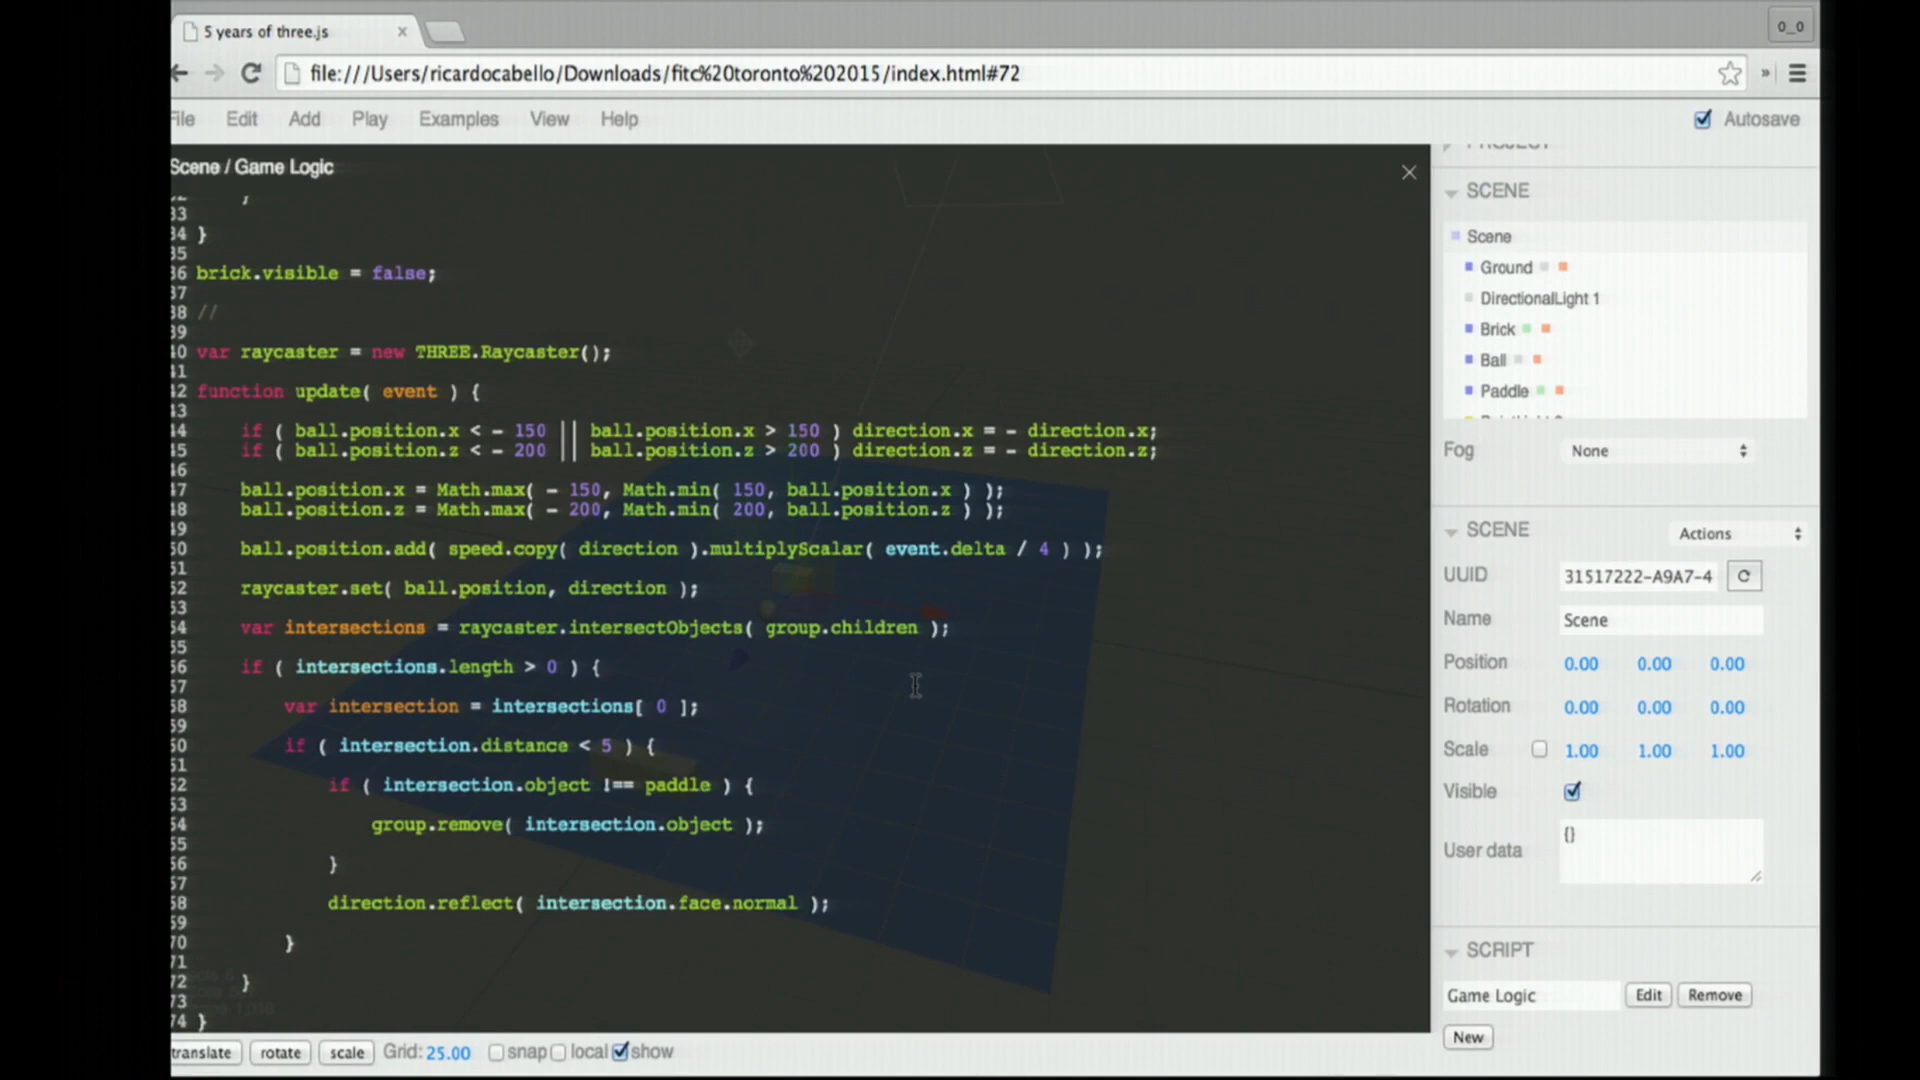 5 years of three.js
0_0
file:///Users/ricardocabello/Downloads/fitc%20toronto%202015/index.html#72
File Edit Add Play Examples View Help Autosave
Scene / Game Logic
PROJECT
SCENE
Scene
Ground
DirectionalLight 1
Brick
Ball
Paddle
Fog None
;
33
34 }
35
36 brick.visible = false;
37
38 //
39
40 var raycaster = new THREE.Raycaster();
41
42 function update( event ) {
43
44 if ( ball.position.x < - 150 || ball.position.x > 150 ) direction.x = - direction.x;
45 if ( ball.position.z < - 200 || ball.position.z > 200 ) direction.z = - direction.z;
46
47 ball.position.x = Math.max( - 150, Math.min( 150, ball.position.x ) );
48 ball.position.z = Math.max( - 200, Math.min( 200, ball.position.z ) );
49
50 ball.position.add( speed.copy( direction ).multiplyScalar( event.delta / 4 ) );
51
52 raycaster.set( ball.position, direction );
53
54 var intersections = raycaster.intersectObjects( group.children );
55
56 if ( intersections.length > 0 ) {
57
58 var intersection = intersections[ 0 ];
59
60 if ( intersection.distance < 5 ) {
61
62 if ( intersection.object !== paddle ) {
63
64 group.remove( intersection.object );
65
66 }
67
68 direction.reflect( intersection.face.normal );
69
70 }
71
72 }
73
74 }
SCENE Actions
UUID 31517222-A9A7-4
Name Scene
Position 0.00 0.00 0.00
Rotation 0.00 0.00 0.00
Scale 1.00 1.00 1.00
Visible
User data {}
SCRIPT
Game Logic Edit Remove
New
translate rotate scale Grid: 25.00 snap local show